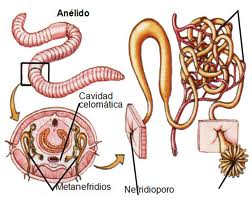 Anélido
Cavidad
celomática
Metanefridios
Nefridioporo